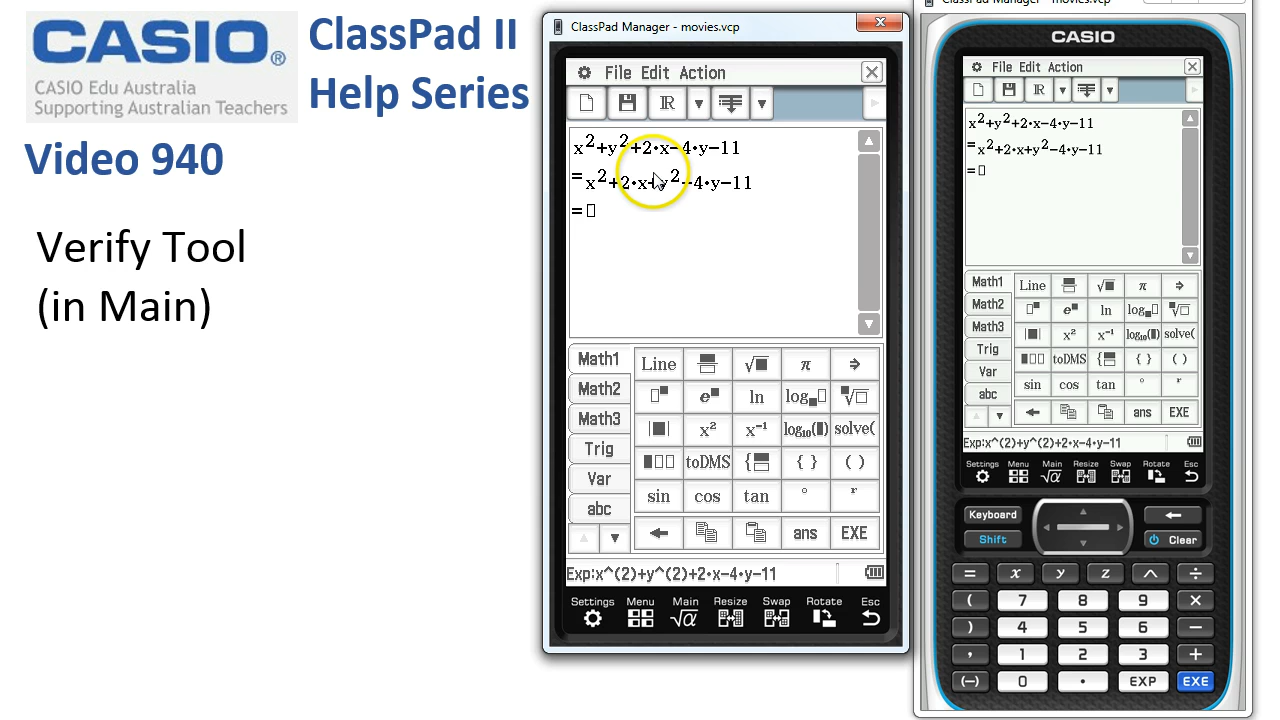 CASIO®
CASIO Edu Australia
Supporting Australian Teachers
ClassPad II
Help Series
Video 940
Verify Tool
(in Main)
ClassPad Manager - movies.vcp
File Edit Action
x²+y²+2·x−4·y−11
=x²+2·x+y²−4·y−11
=▯
Math1 Line √■ π
Math2 ▯ e■ ln log■▯ ■√▯
Math3 |■| x² x⁻¹ log₁₀(■) solve(
Trig ■▯▯ toDMS { } ( )
Var sin cos tan ° r
abc
ans EXE
Exp:x^(2)+y^(2)+2·x−4·y−11
Settings Menu Main Resize Swap Rotate Esc
√α
CASIO
File Edit Action
x²+y²+2·x−4·y−11
=x²+2·x+y²−4·y−11
=▯
Math1 Line √■ π
Math2 ▯ e■ ln log■▯ ■√▯
Math3 |■| x² x⁻¹ log₁₀(■) solve(
Trig ■▯▯ toDMS { } ( )
Var sin cos tan ° r
abc
ans EXE
Exp:x^(2)+y^(2)+2·x−4·y−11
Settings Menu Main Resize Swap Rotate Esc
√α
Keyboard
Shift Clear
= x y z ^ ÷
( 7 8 9 ×
) 4 5 6 −
, 1 2 3 +
(−) 0 · EXP EXE